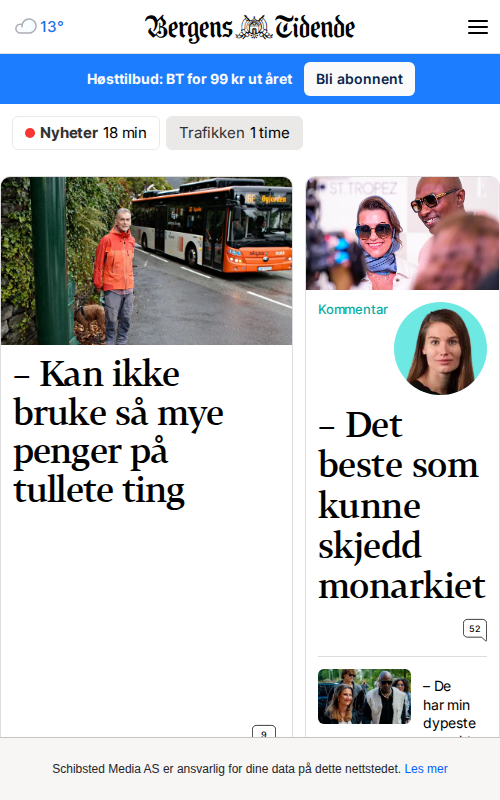 13°
Bergens Tidende
Høsttilbud: BT for 99 kr ut året
Bli abonnent
Nyheter 18 min
Trafikken 1 time
– Kan ikke
bruke så mye
penger på
tullete ting
9
ST.TROPEZ
Kommentar
– Det
beste som
kunne
skjedd
monarkiet
52
– De
har min
dypeste
Schibsted Media AS er ansvarlig for dine data på dette nettstedet. Les mer